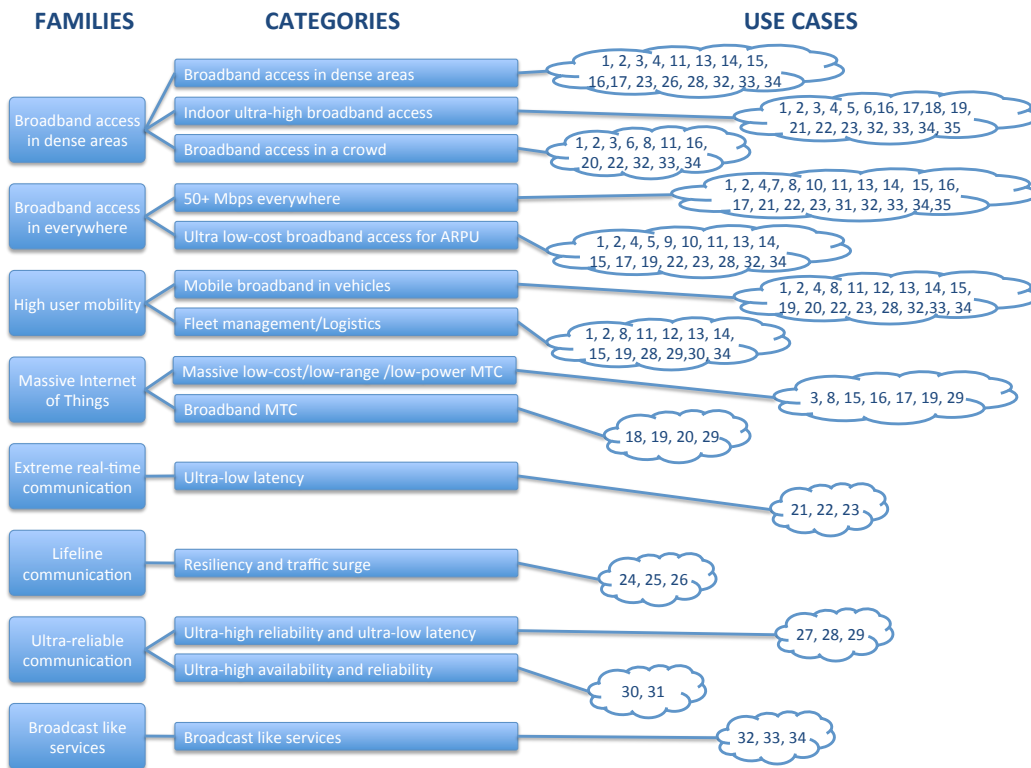 FAMILIES
CATEGORIES
USE CASES
Broadband access
in dense areas
Broadband access in dense areas
1, 2, 3, 4, 11, 13, 14, 15,
16,17, 23, 26, 28, 32, 33, 34
Indoor ultra-high broadband access
1, 2, 3, 4, 5, 6,16, 17,18, 19,
21, 22, 23, 32, 33, 34, 35
Broadband access in a crowd
1, 2, 3, 6, 8, 11, 16,
20, 22, 32, 33, 34
Broadband access
in everywhere
50+ Mbps everywhere
1, 2, 4,7, 8, 10, 11, 13, 14, 15, 16,
17, 21, 22, 23, 31, 32, 33, 34,35
Ultra low-cost broadband access for ARPU
1, 2, 4, 5, 9, 10, 11, 13, 14,
15, 17, 19, 22, 23, 28, 32, 34
High user mobility
Mobile broadband in vehicles
1, 2, 4, 8, 11, 12, 13, 14, 15,
19, 20, 22, 23, 28, 32,33, 34
Fleet management/Logistics
1, 2, 8, 11, 12, 13, 14,
15, 19, 28, 29,30, 34
Massive Internet
of Things
Massive low-cost/low-range /low-power MTC
3, 8, 15, 16, 17, 19, 29
Broadband MTC
18, 19, 20, 29
Extreme real-time
communication
Ultra-low latency
21, 22, 23
Lifeline
communication
Resiliency and traffic surge
24, 25, 26
Ultra-reliable
communication
Ultra-high reliability and ultra-low latency
27, 28, 29
Ultra-high availability and reliability
30, 31
Broadcast like
services
Broadcast like services
32, 33, 34